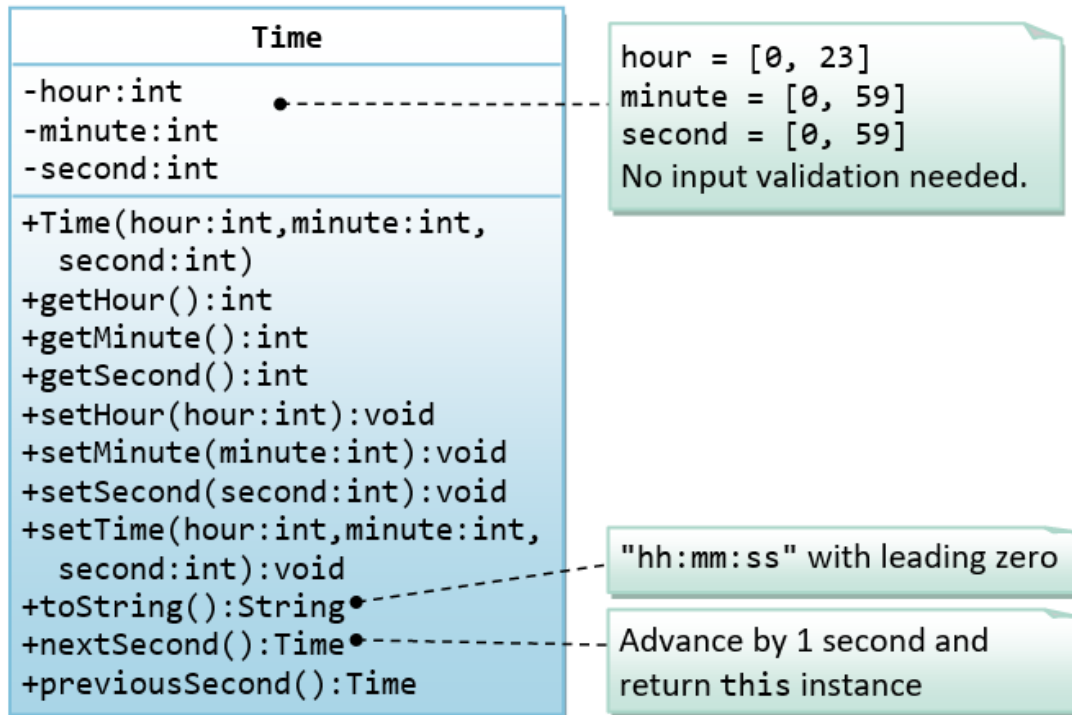 Time
-hour:int
-minute:int
-second:int
+Time(hour:int,minute:int,
second:int)
+getHour():int
+getMinute():int
+getSecond():int
+setHour(hour:int):void
+setMinute(minute:int):void
+setSecond(second:int):void
+setTime(hour:int,minute:int,
second:int):void
+toString():String
+nextSecond():Time
+previousSecond():Time
hour = [0, 23]
minute = [0, 59]
second = [0, 59]
No input validation needed.
"hh:mm:ss" with leading zero
Advance by 1 second and
return this instance